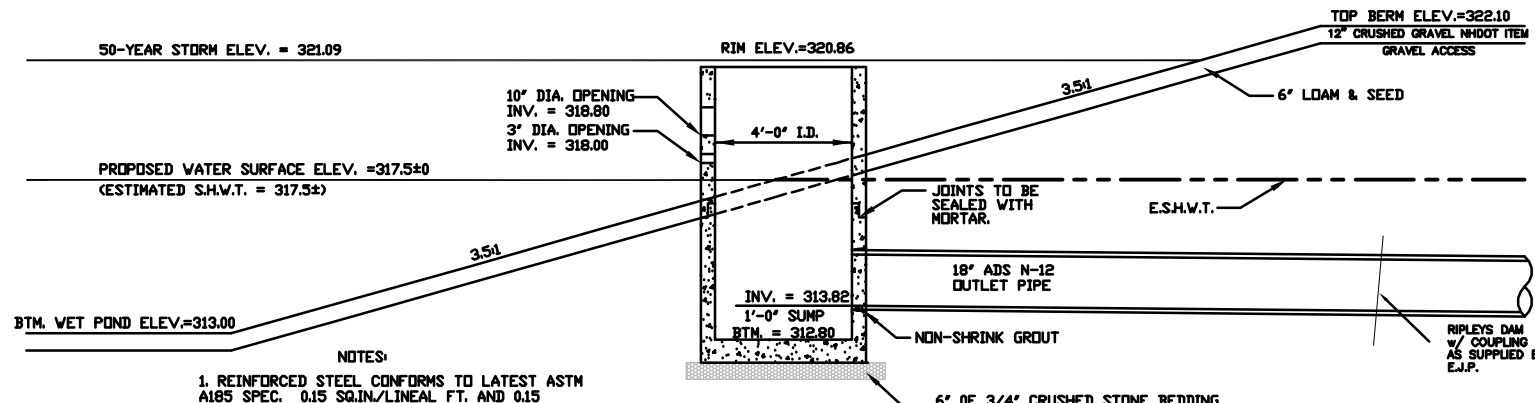 TOP BERM ELEV.=322.10
12" CRUSHED GRAVEL NHDOT ITEM
GRAVEL ACCESS
50-YEAR STORM ELEV. = 321.09
RIM ELEV.=320.86
3.5:1
6" LOAM & SEED
10" DIA. OPENING
INV. = 318.80
3" DIA. OPENING
INV. = 318.00
4'-0" I.D.
PROPOSED WATER SURFACE ELEV. =317.5±0
(ESTIMATED S.H.W.T. = 317.5±)
JOINTS TO BE
SEALED WITH
MORTAR.
E.S.H.W.T.
3.5:1
18" ADS N-12
OUTLET PIPE
INV. = 313.82
1'-0" SUMP
BTM. = 312.80
BTM. WET POND ELEV.=313.00
NON-SHRINK GROUT
RIPLEYS DAM
w/ COUPLING
AS SUPPLIED
E.J.P.
NOTES:
1. REINFORCED STEEL CONFORMS TO LATEST ASTM
A185 SPEC. 0.15 SQ.IN./LINEAL FT. AND 0.15
6" OF 3/4" CRUSHED STONE BEDDING